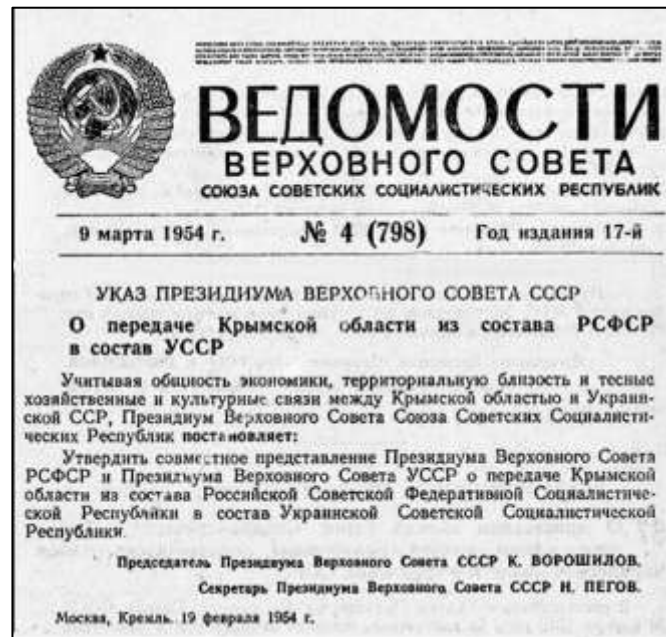 ВЕДОМОСТИ
ВЕРХОВНОГО СОВЕТА
СОЮЗА СОВЕТСКИХ СОЦИАЛИСТИЧЕСКИХ РЕСПУБЛИК
9 марта 1954 г. № 4 (798) Год издания 17-й
УКАЗ ПРЕЗИДИУМА ВЕРХОВНОГО СОВЕТА СССР
О передаче Крымской области из состава РСФСР
в состав УССР
Учитывая общность экономики, территориальную близость и тесные
хозяйственные и культурные связи между Крымской областью и Украин-
ской ССР, Президиум Верховного Совета Союза Советских Социалисти-
ческих Республик постановляет:
Утвердить совместное представление Президиума Верховного Совета
РСФСР и Президиума Верховного Совета УССР о передаче Крымской
области из состава Российской Советской Федеративной Социалистиче-
ской Республики в состав Украинской Советской Социалистической
Республики.
Председатель Президиума Верховного Совета СССР К. ВОРОШИЛОВ.
Секретарь Президиума Верховного Совета СССР Н. ПЕГОВ.
Москва, Кремль. 19 февраля 1954 г.